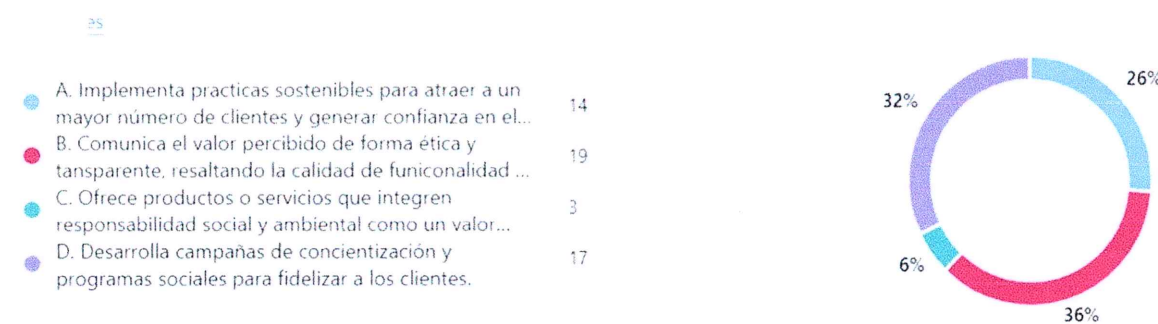 es
A. Implementa practicas sostenibles para atraer a un
mayor número de clientes y generar confianza en el...
14
B. Comunica el valor percibido de forma ética y
tansparente, resaltando la calidad de funiconalidad ...
19
C. Ofrece productos o servicios que integren
responsabilidad social y ambiental como un valor...
3
D. Desarrolla campañas de concientización y
programas sociales para fidelizar a los clientes.
17
26%
32%
6%
36%